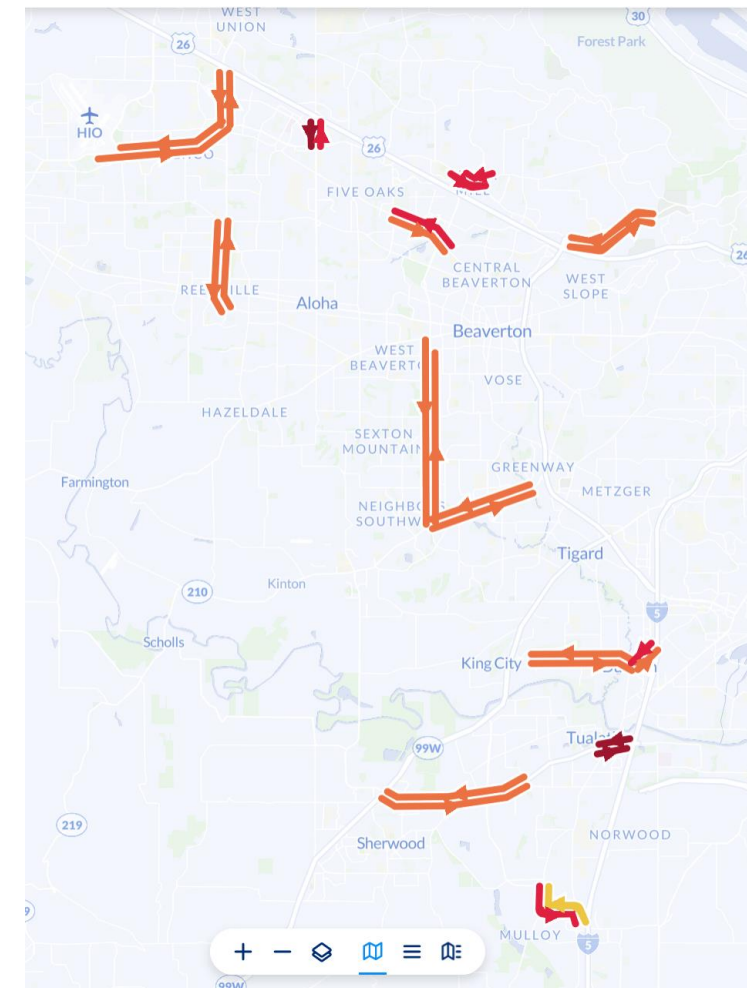 WEST
UNION
30
26
Forest Park
HIO
26
FIVE OAKS
26
CENTRAL
BEAVERTON
WEST
SLOPE
Aloha
Beaverton
WEST
VOSE
HAZELDALE
SEXTON
MOUNTAIN
GREENWAY
METZGER
Farmington
Tigard
210
Kinton
5
Scholls
King City
99W
219
Sherwood
NORWOOD
MULLOY
5
99W